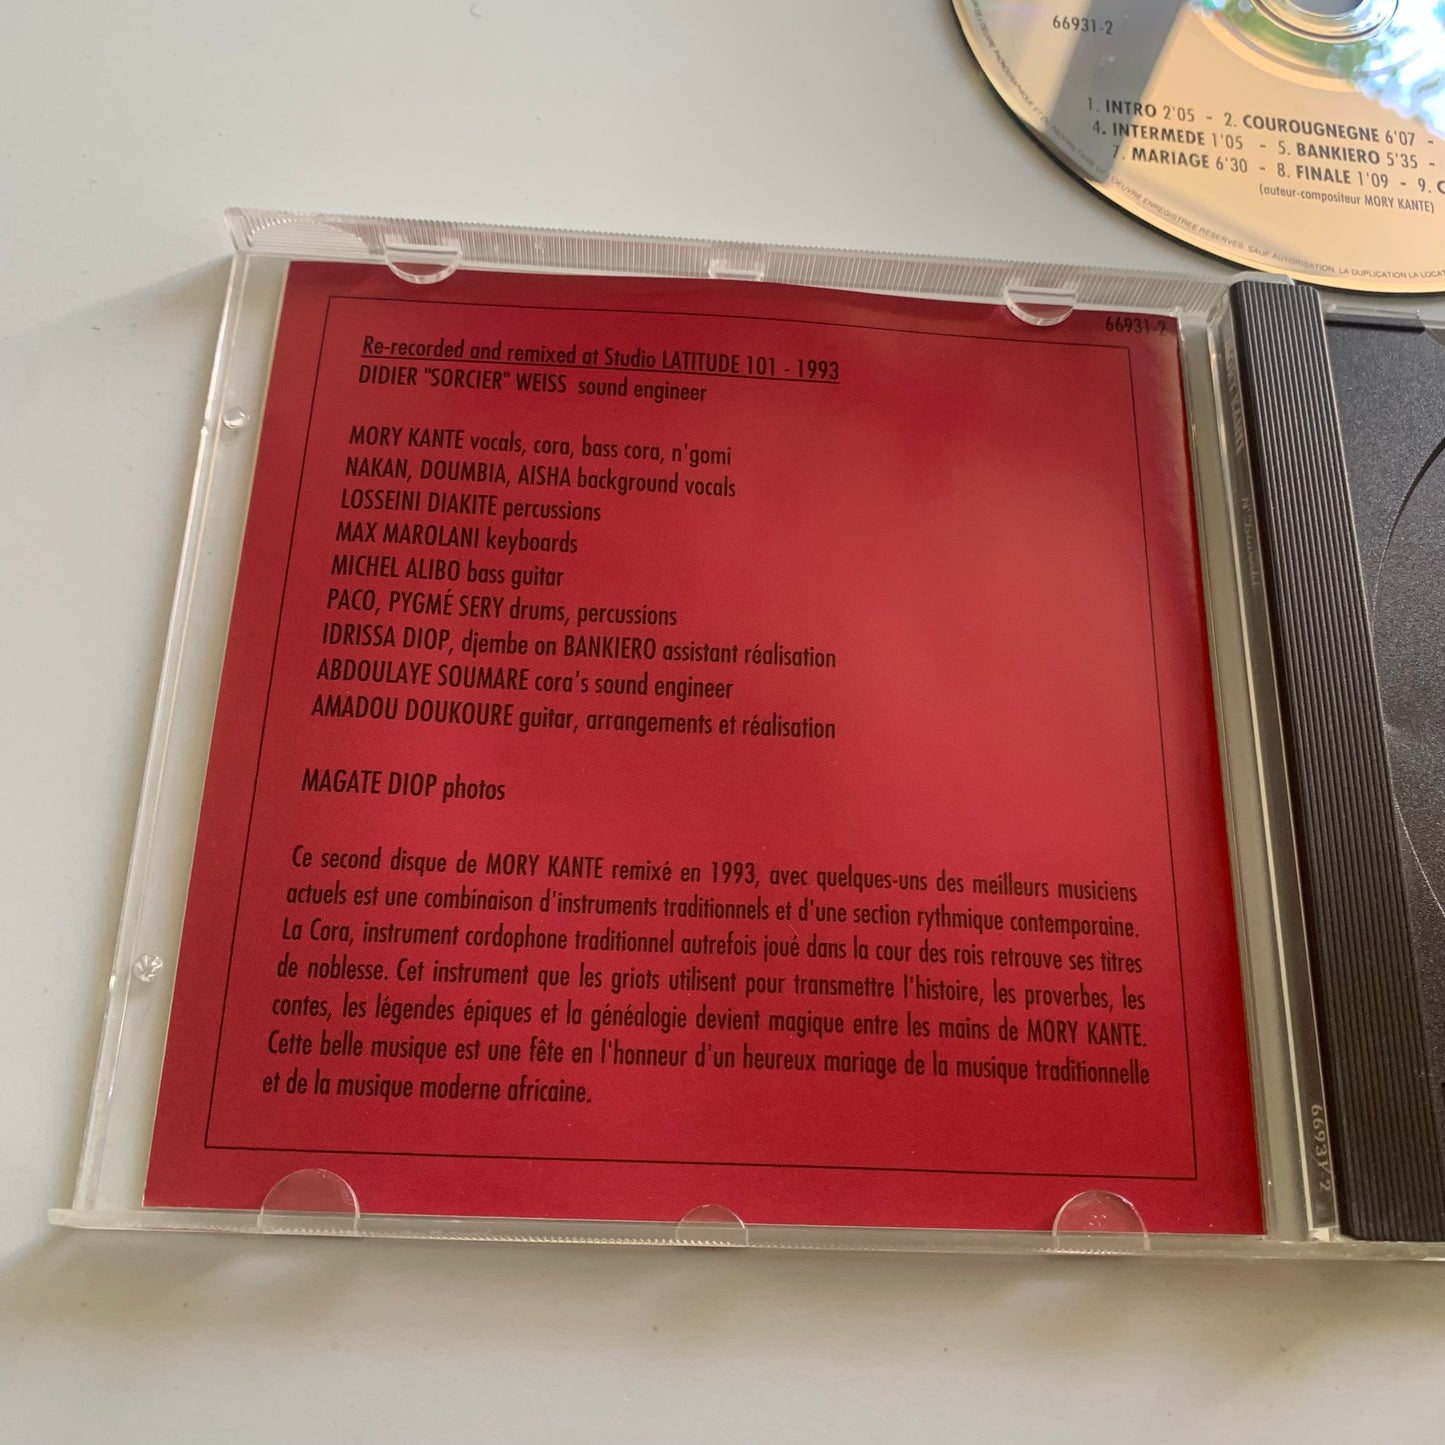 66931-2
1. INTRO 2'05 - 2. COUROUGNEGNE 6'07 -
4. INTERMEDE 1'05 - 5. BANKIERO 5'35 -
7. MARIAGE 6'30 - 8. FINALE 1'09 - 9.
(auteur-compositeur MORY KANTE)
OEUVRE ENREGISTREE RESERVES. SAUF AUTORISATION, LA DUPLICATION LA
66931-2
Re-recorded and remixed at Studio LATITUDE 101 - 1993
DIDIER "SORCIER" WEISS sound engineer
MORY KANTE vocals, cora, bass cora, n'gomi
NAKAN, DOUMBIA, AISHA background vocals
LOSSEINI DIAKITE percussions
MAX MAROLANI keyboards
MICHEL ALIBO bass guitar
PACO, PYGMÉ SERY drums, percussions
IDRISSA DIOP, djembe on BANKIERO assistant réalisation
ABDOULAYE SOUMARE cora's sound engineer
AMADOU DOUKOURE guitar, arrangements et réalisation
MAGATE DIOP photos
Ce second disque de MORY KANTE remixé en 1993, avec quelques-uns des meilleurs musiciens
actuels est une combinaison d'instruments traditionnels et d'une section rythmique contemporaine.
La Cora, instrument cordophone traditionnel autrefois joué dans la cour des rois retrouve ses titres
de noblesse. Cet instrument que les griots utilisent pour transmettre l'histoire, les proverbes, les
contes, les légendes épiques et la généalogie devient magique entre les mains de MORY KANTE.
Cette belle musique est une fête en l'honneur d'un heureux mariage de la musique traditionnelle
et de la musique moderne africaine.
66931-2